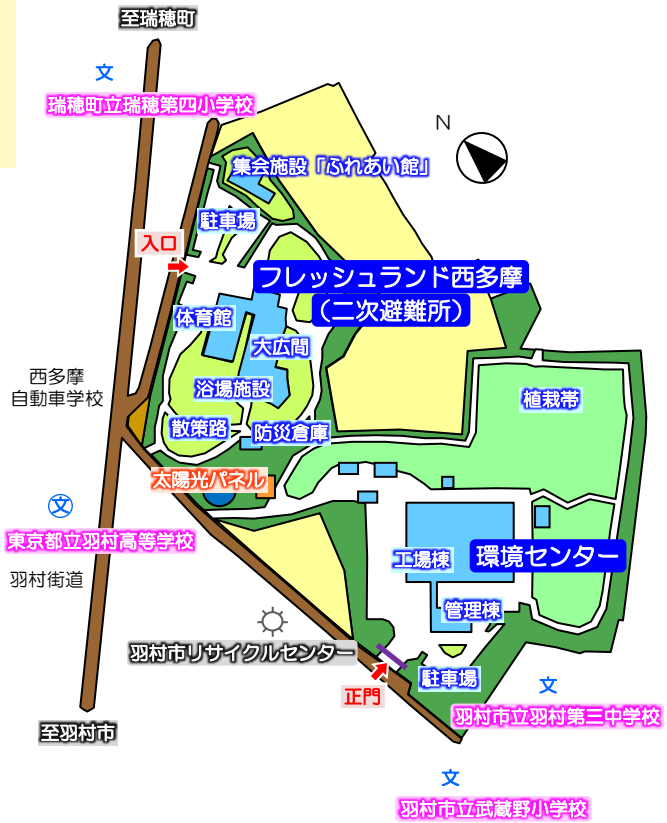 至瑞穂町
文
瑞穂町立瑞穂第四小学校
N
集会施設「ふれあい館」
駐車場
入口
フレッシュランド西多摩
（二次避難所）
体育館
大広間
西多摩
自動車学校
浴場施設
植栽帯
散策路
防災倉庫
太陽光パネル
文
東京都立羽村高等学校
工場棟
環境センター
羽村街道
管理棟
羽村市リサイクルセンター
駐車場
正門
文
羽村市立羽村第三中学校
至羽村市
文
羽村市立武蔵野小学校